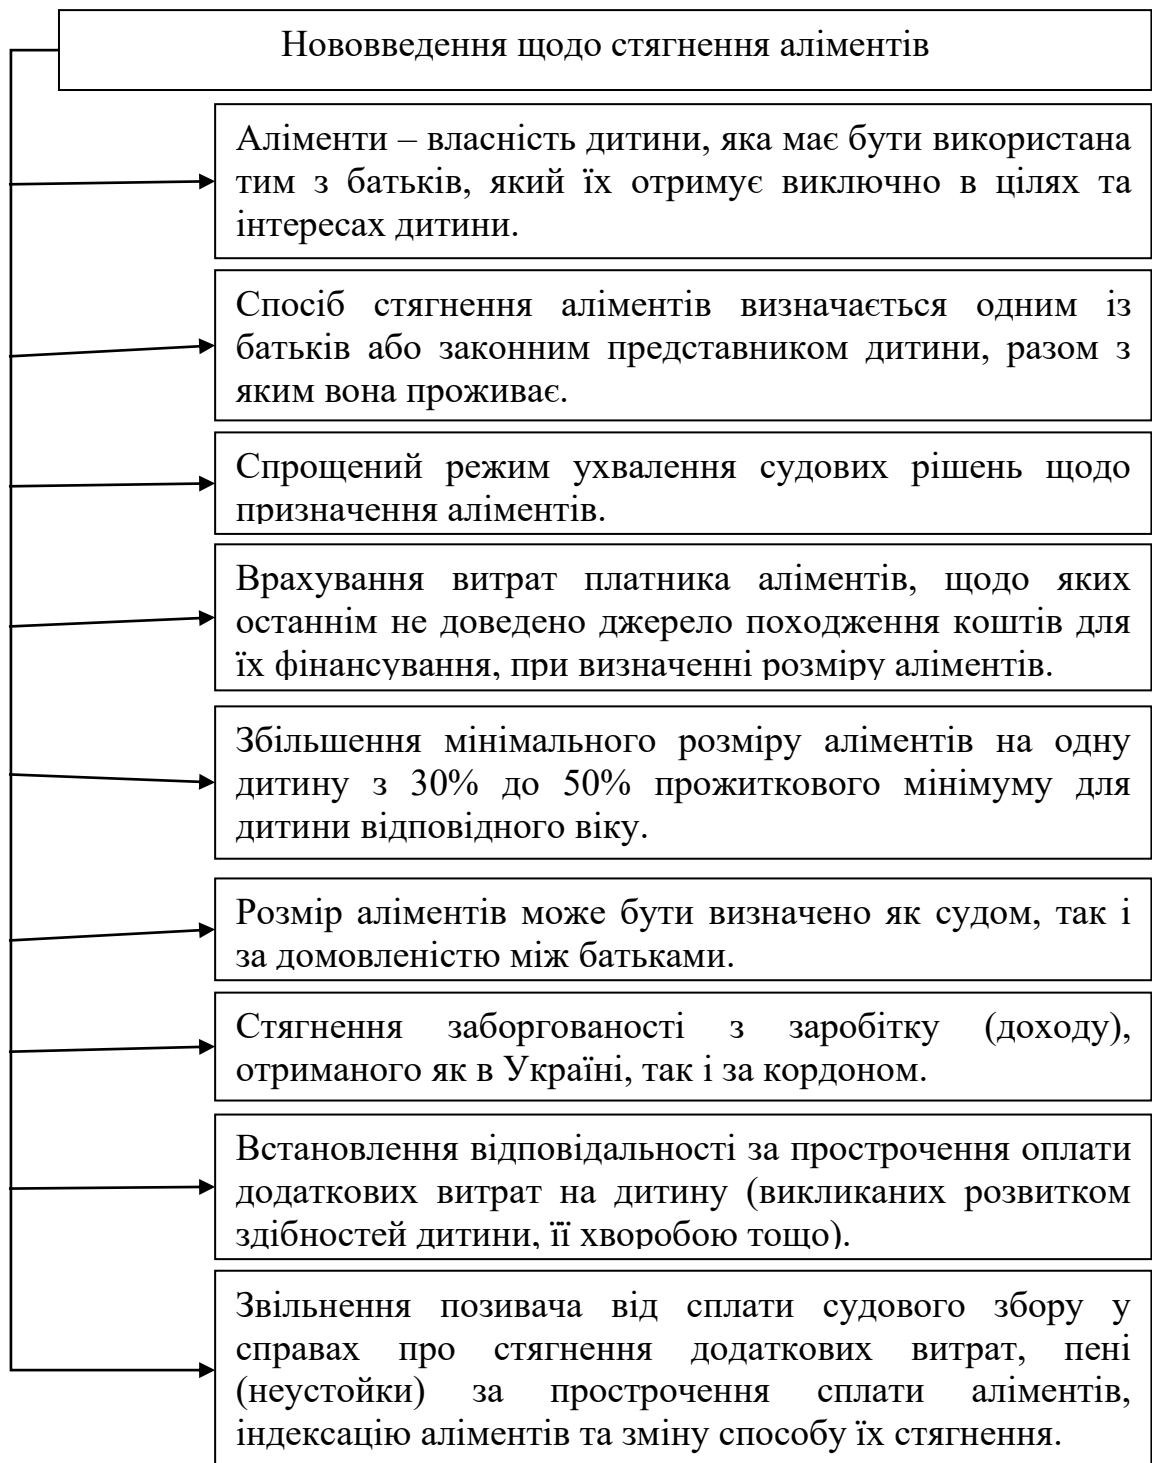 Нововведення щодо стягнення аліментів
Аліменти – власність дитини, яка має бути використана
тим з батьків, який їх отримує виключно в цілях та
інтересах дитини.
Спосіб стягнення аліментів визначається одним із
батьків або законним представником дитини, разом з
яким вона проживає.
Спрощений режим ухвалення судових рішень щодо
призначення аліментів.
Врахування витрат платника аліментів, щодо яких
останнім не доведено джерело походження коштів для
їх фінансування, при визначенні розміру аліментів.
Збільшення мінімального розміру аліментів на одну
дитину з 30% до 50% прожиткового мінімуму для
дитини відповідного віку.
Розмір аліментів може бути визначено як судом, так і
за домовленістю між батьками.
Стягнення заборгованості з заробітку (доходу),
отриманого як в Україні, так і за кордоном.
Встановлення відповідальності за прострочення оплати
додаткових витрат на дитину (викликаних розвитком
здібностей дитини, її хворобою тощо).
Звільнення позивача від сплати судового збору у
справах про стягнення додаткових витрат, пені
(неустойки) за прострочення сплати аліментів,
індексацію аліментів та зміну способу їх стягнення.